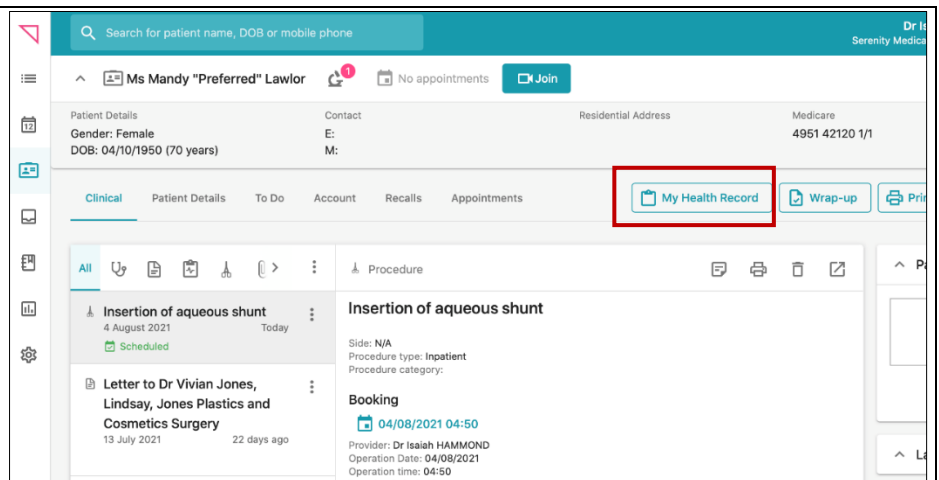 Search for patient name, DOB or mobile phone
Dr Is
Serenity Medica
Ms Mandy "Preferred" Lawlor
1
No appointments
Join
Patient Details
Contact
Residential Address
Medicare
Gender: Female
E:
4951 42120 1/1
DOB: 04/10/1950 (70 years)
M:
12
Clinical
Patient Details
To Do
Account
Recalls
Appointments
My Health Record
Wrap-up
Prin
All
Procedure
Insertion of aqueous shunt
4 August 2021
Today
Scheduled
Letter to Dr Vivian Jones,
Lindsay, Jones Plastics and
Cosmetics Surgery
13 July 2021
22 days ago
Insertion of aqueous shunt
Side: N/A
Procedure type: Inpatient
Procedure category:
Booking
04/08/2021 04:50
Provider: Dr Isaiah HAMMOND
Operation Date: 04/08/2021
Operation time: 04:50